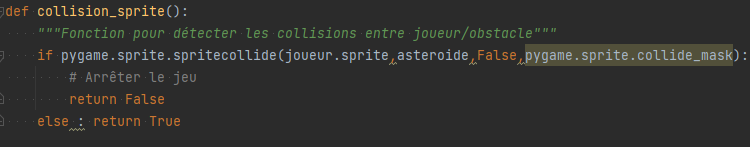 def collision_sprite():
"""Fonction pour détecter les collisions entre joueur/obstacle"""
if pygame.sprite.spritecollide(joueur.sprite,asteroide,False,pygame.sprite.collide_mask):
# Arrêter le jeu
return False
else : return True